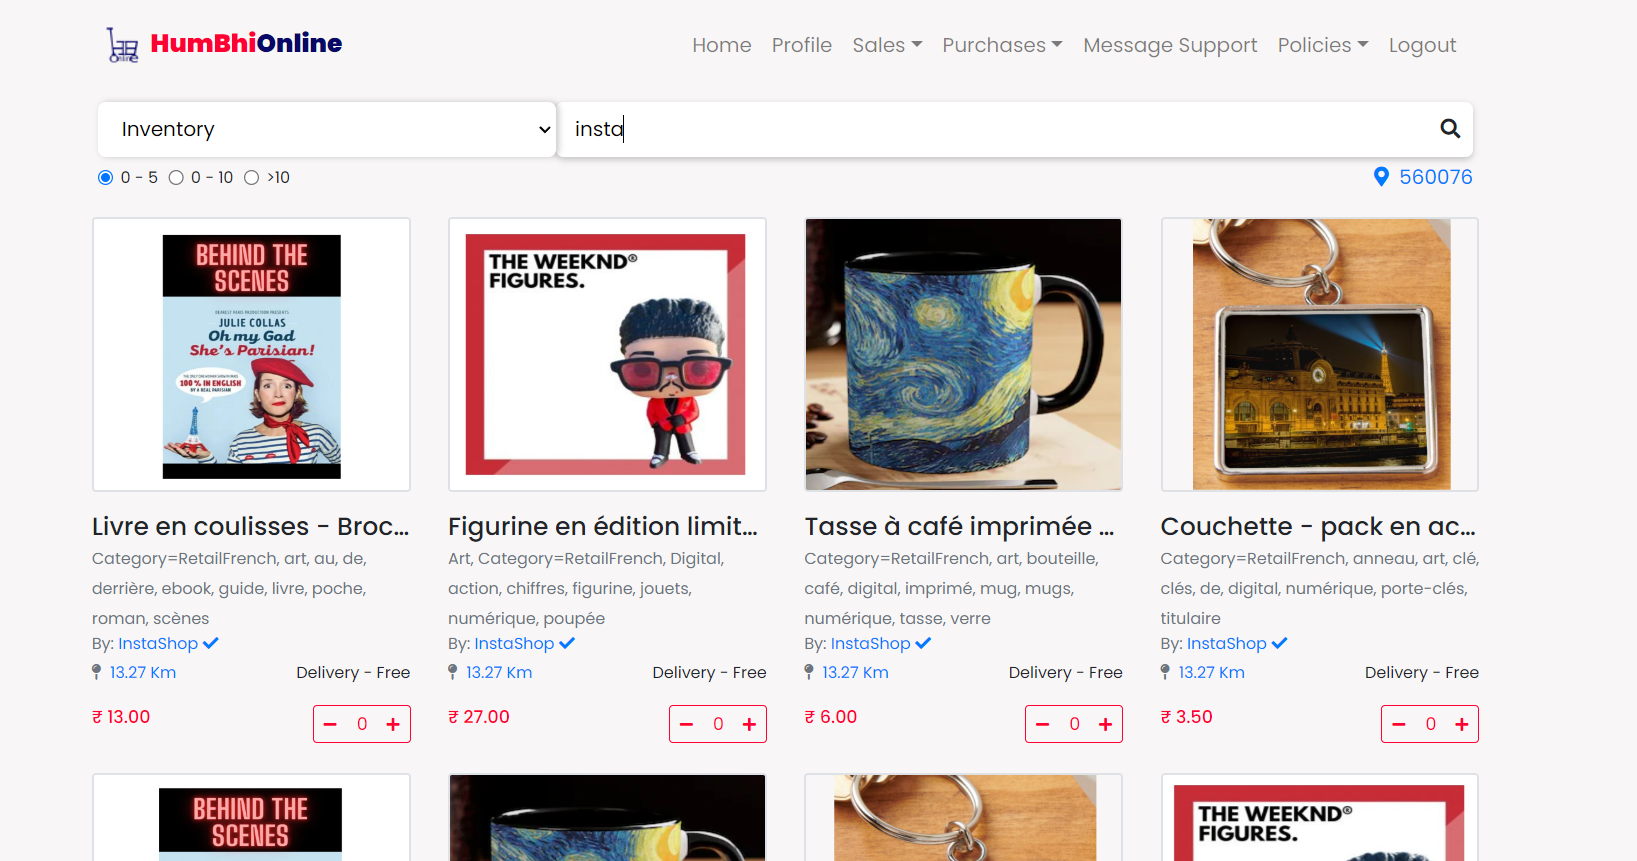 HumBhiOnline
Home Profile Sales Purchases Message Support Policies Logout
Inventory
insta
0 - 5 0 - 10 >10
560076
BEHIND THE
SCENES
JULIE COLLAS
Oh my God
She's Parisian!
100 % IN ENGLISH
BY A REAL PARISIAN
THE WEEKND®
FIGURES.
Livre en coulisses - Broc...
Category=RetailFrench, art, au, de,
derrière, ebook, guide, livre, poche,
roman, scènes
By: InstaShop
13.27 Km Delivery - Free
₹ 13.00 − 0 +
Figurine en édition limit...
Art, Category=RetailFrench, Digital,
action, chiffres, figurine, jouets,
numérique, poupée
By: InstaShop
13.27 Km Delivery - Free
₹ 27.00 − 0 +
Tasse à café imprimée ...
Category=RetailFrench, art, bouteille,
café, digital, imprimé, mug, mugs,
numérique, tasse, verre
By: InstaShop
13.27 Km Delivery - Free
₹ 6.00 − 0 +
Couchette - pack en ac...
Category=RetailFrench, anneau, art, clé,
clés, de, digital, numérique, porte-clés,
titulaire
By: InstaShop
13.27 Km Delivery - Free
₹ 3.50 − 0 +
BEHIND THE
SCENES
THE WEEKND®
FIGURES.